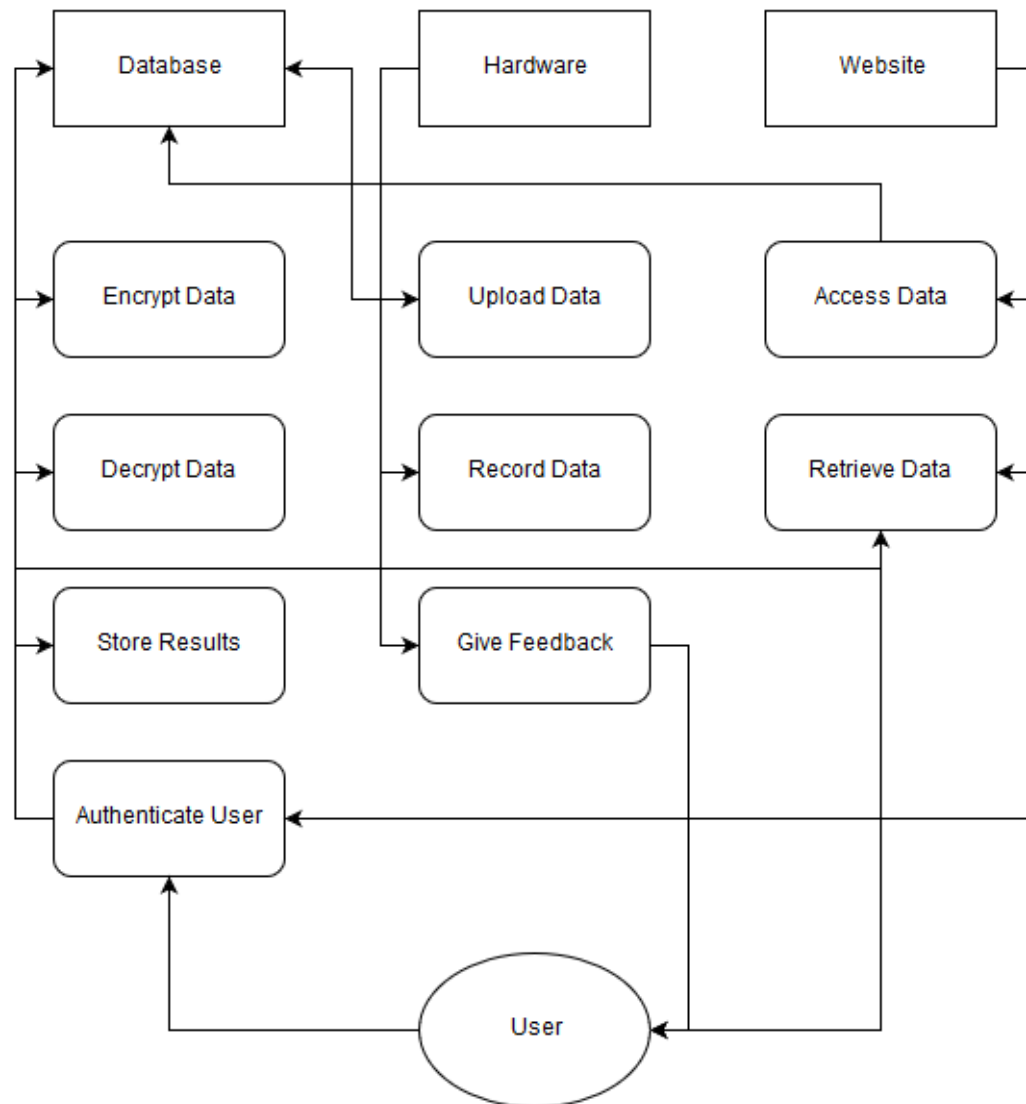 Database
Hardware
Website
Encrypt Data
Upload Data
Access Data
Decrypt Data
Record Data
Retrieve Data
Store Results
Give Feedback
Authenticate User
User